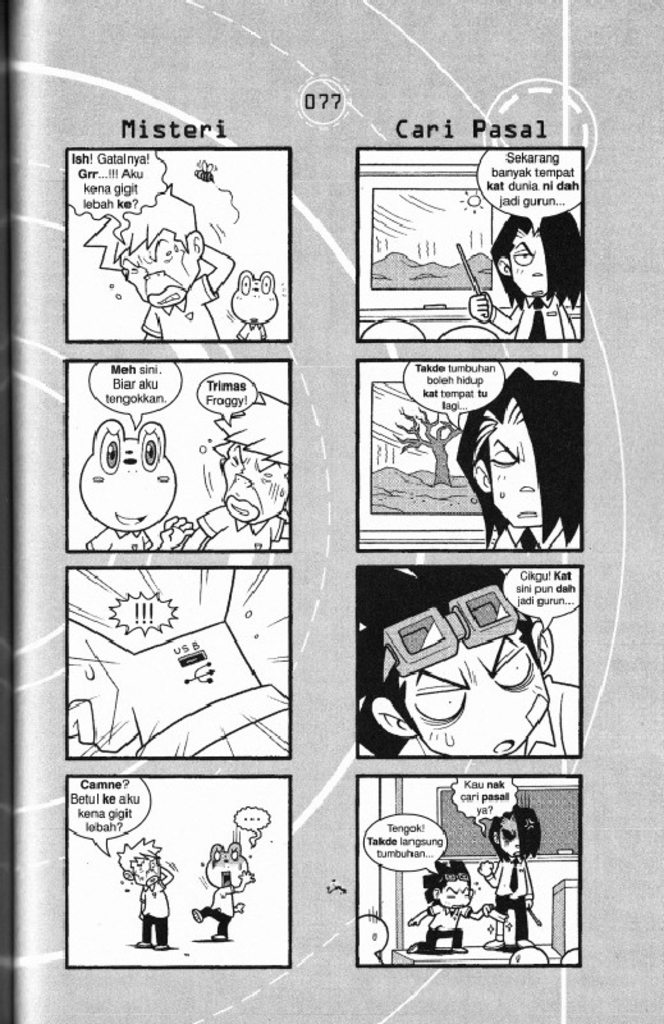 077
Misteri
Ish! Gatalnya!
Grr...!!! Aku
kena gigit
lebah ke?
Meh sini.
Biar aku
tengokkan.
Trimas
Froggy!
!!!
USB
Camne?
Betul ke aku
kena gigit
lebah?
...
Cari Pasal
Sekarang
banyak tempat
kat dunia ni dah
jadi gurun...
Takde tumbuhan
boleh hidup
kat tempat tu
lagi...
Cikgu! Kat
sini pun dah
jadi gurun...
Kau nak
cari pasal
ya?
Tengok!
Takde langsung
tumbuhan...